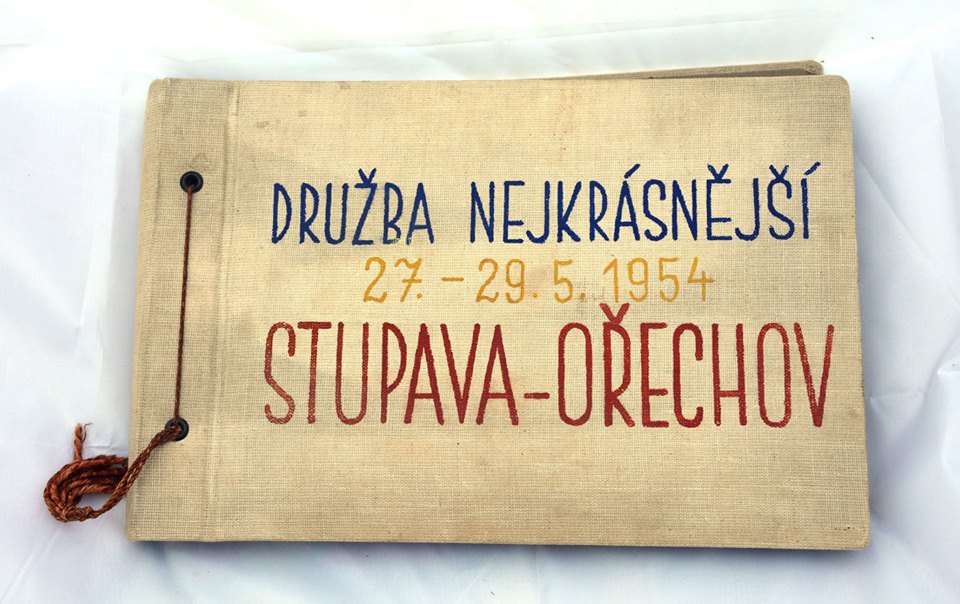 DRUŽBA NEJKRÁSNĚJŠÍ
27. - 29. 5. 1954
STUPAVA - OŘECHOV